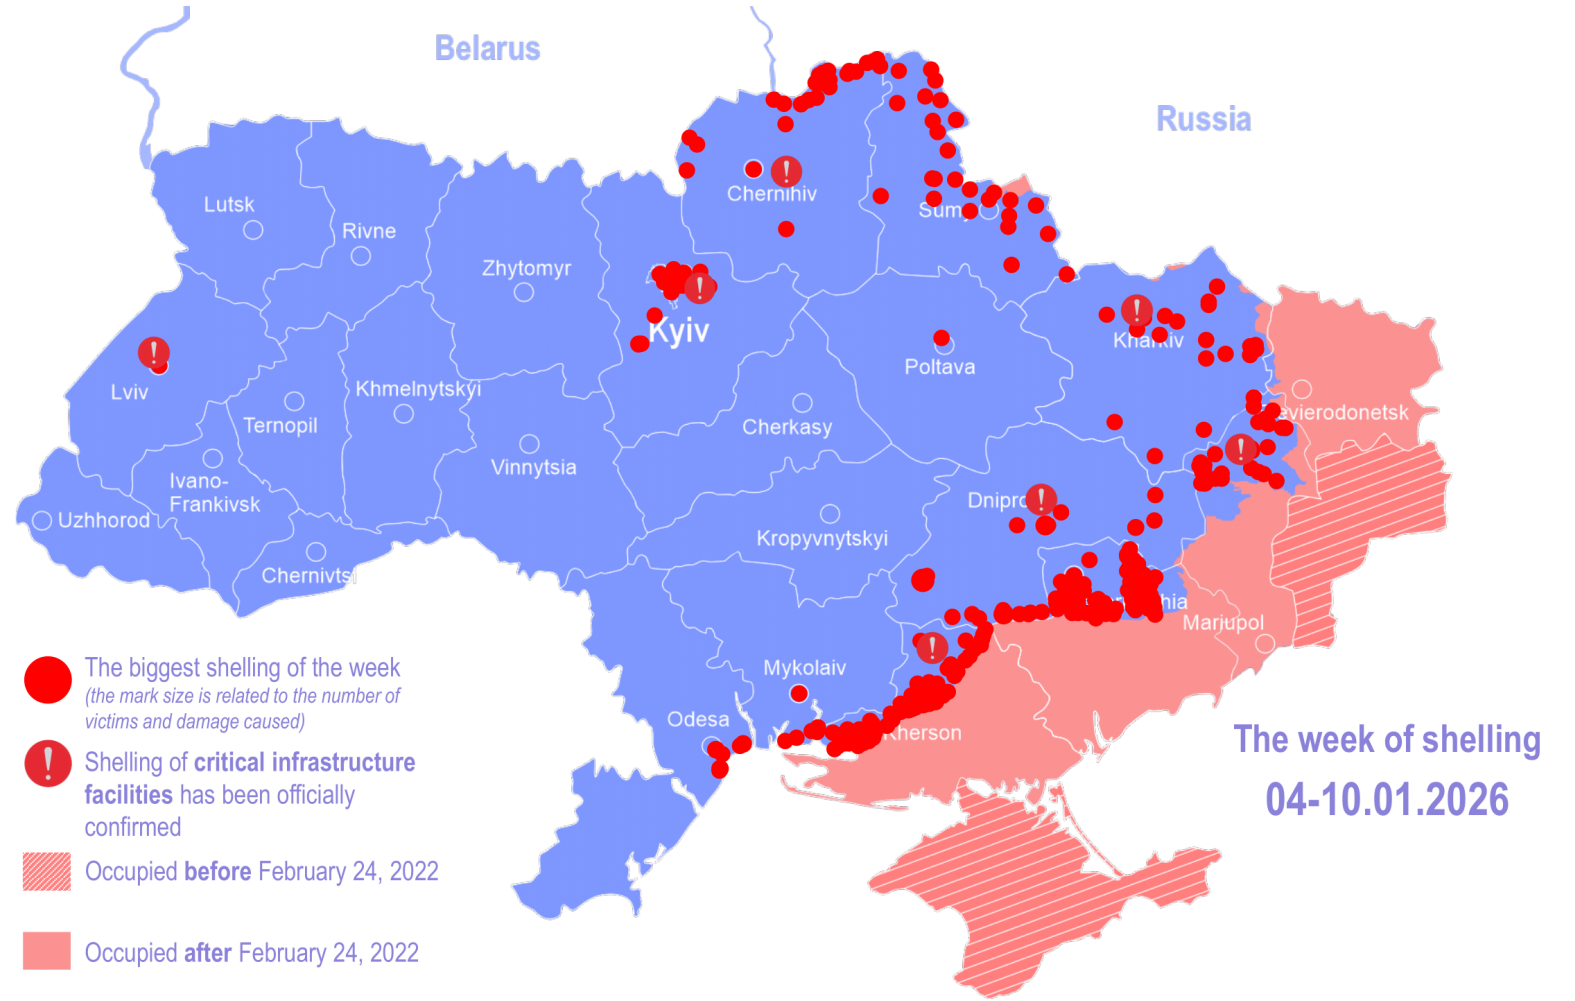 Belarus
Russia
Lutsk
Rivne
Zhytomyr
Chernihiv
Sumy
Kyiv
Lviv
Ternopil
Khmelnytskyi
Vinnytsia
Cherkasy
Poltava
Kharkiv
Sevierodonetsk
Ivano-
Frankivsk
Uzhhorod
Chernivtsi
Kropyvnytskyi
Dnipro
Mariupol
Mykolaiv
Odesa
Kherson
The biggest shelling of the week
(the mark size is related to the number of
victims and damage caused)
Shelling of critical infrastructure
facilities has been officially
confirmed
Occupied before February 24, 2022
Occupied after February 24, 2022
The week of shelling
04-10.01.2026